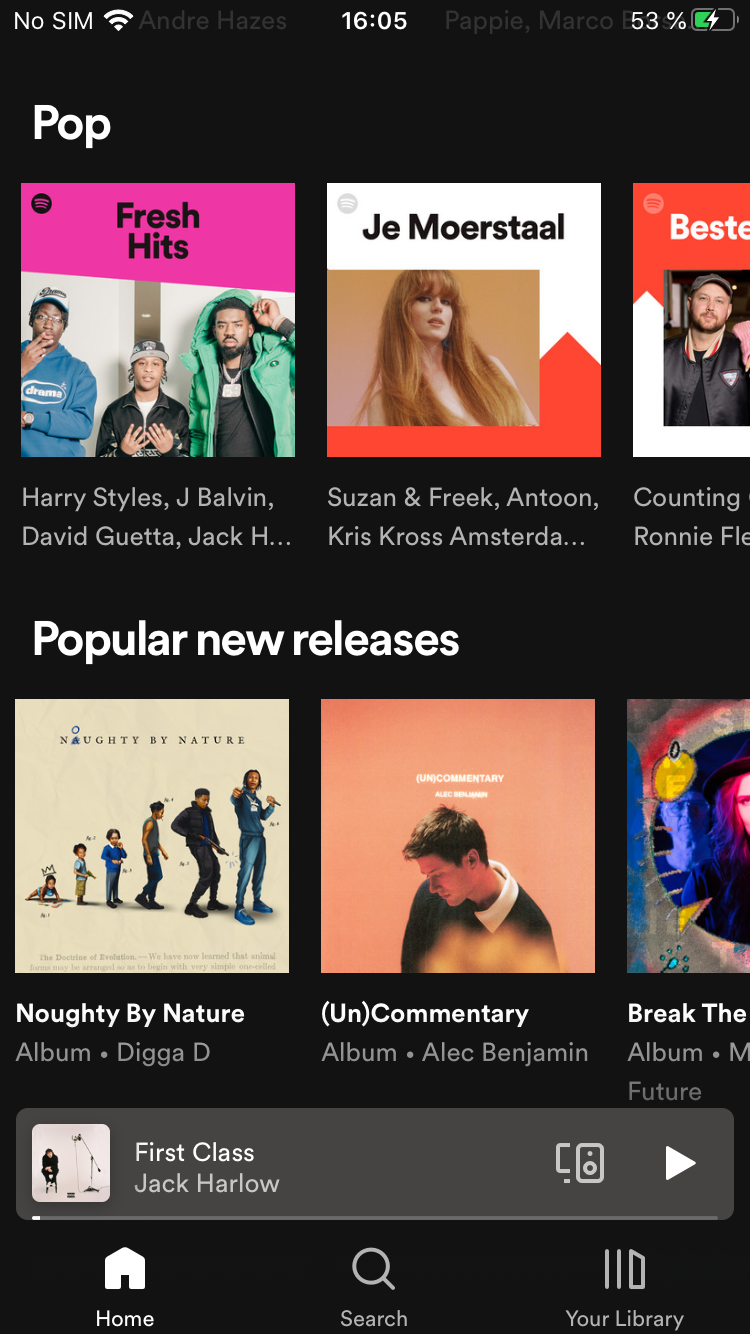 No SIM
16:05
53 %
Andre Hazes
Pappie, Marco
Pop
Fresh
Hits
drama
Je Moerstaal
Beste
Harry Styles, J Balvin,
David Guetta, Jack H...
Suzan & Freek, Antoon,
Kris Kross Amsterda...
Counting
Ronnie Fle
Popular new releases
NAUGHTY BY NATURE
O
The Doctrine of Evolution.—We have now learned that animal
forms may be arranged so as to begin with very simple one-celled
(UN)COMMENTARY
ALEC BENJAMIN
Noughty By Nature
Album • Digga D
(Un)Commentary
Album • Alec Benjamin
Break The
Album • M
Future
First Class
Jack Harlow
Home
Search
Your Library